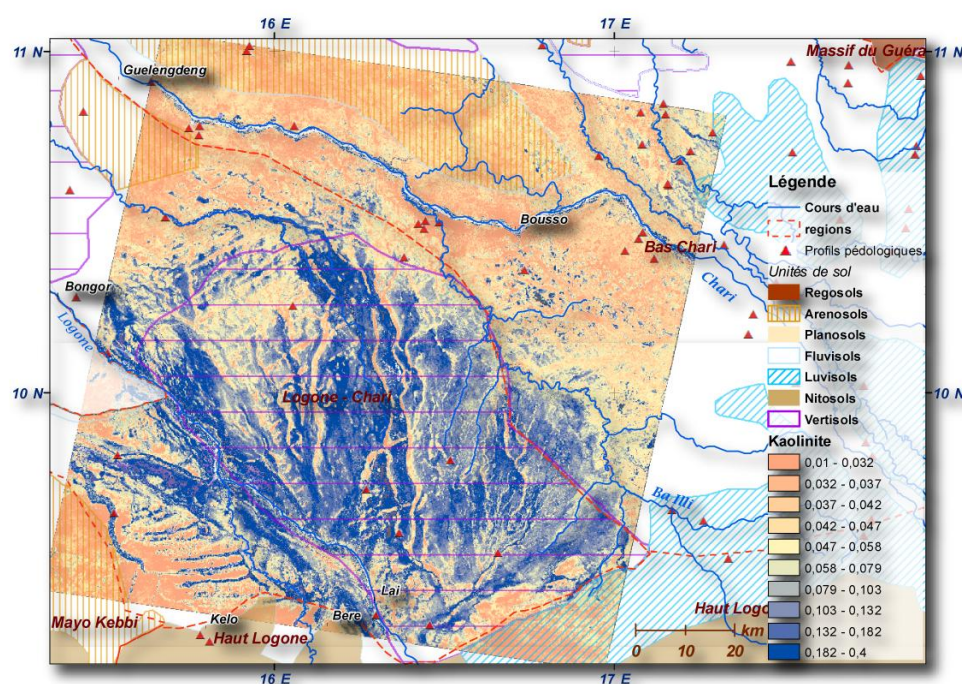 16 E
17 E
11 N
11 N
Massif du Guéra
Guelengdeng
Légende
Cours d'eau
regions
Profils pédologiques
Unités de sol
Regosols
Arenosols
Planosols
Fluvisols
Luvisols
Nitosols
Vertisols
Kaolinite
0,01 - 0,032
0,032 - 0,037
0,037 - 0,042
0,042 - 0,047
0,047 - 0,058
0,058 - 0,079
0,079 - 0,103
0,103 - 0,132
0,132 - 0,182
0,182 - 0,4
Bousso
Bas Chari
Chari
Bongor
Logone
10 N
10 N
Logone - Chari
Ba Illi
Lai
Bere
Kelo
Mayo Kebbi
Haut Logone
Haut Logo
km
0 10 20
16 E
17 E